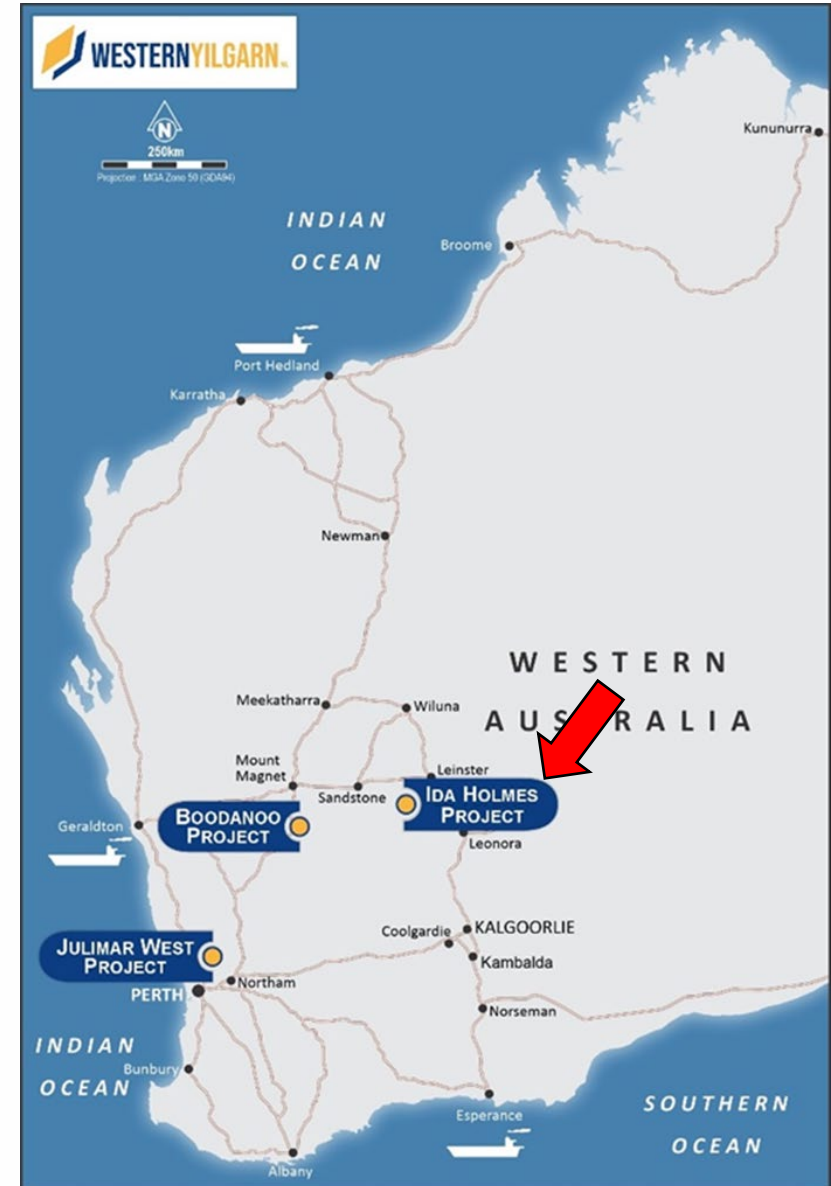 WESTERNYILGARN NL
N
250km
Projection : MGA Zone 50 (GDA94)
Kununurra
INDIAN
OCEAN
Broome
Port Hedland
Karratha
Newman
WESTERN
AUSRALIA
Meekatharra
Wiluna
Mount
Magnet
Leinster
Sandstone
IDA HOLMES
PROJECT
BOODANOO
PROJECT
Geraldton
Leonora
Coolgardie
KALGOORLIE
Kambalda
JULIMAR WEST
PROJECT
Northam
PERTH
Norseman
INDIAN
OCEAN
Bunbury
Esperance
SOUTHERN
OCEAN
Albany